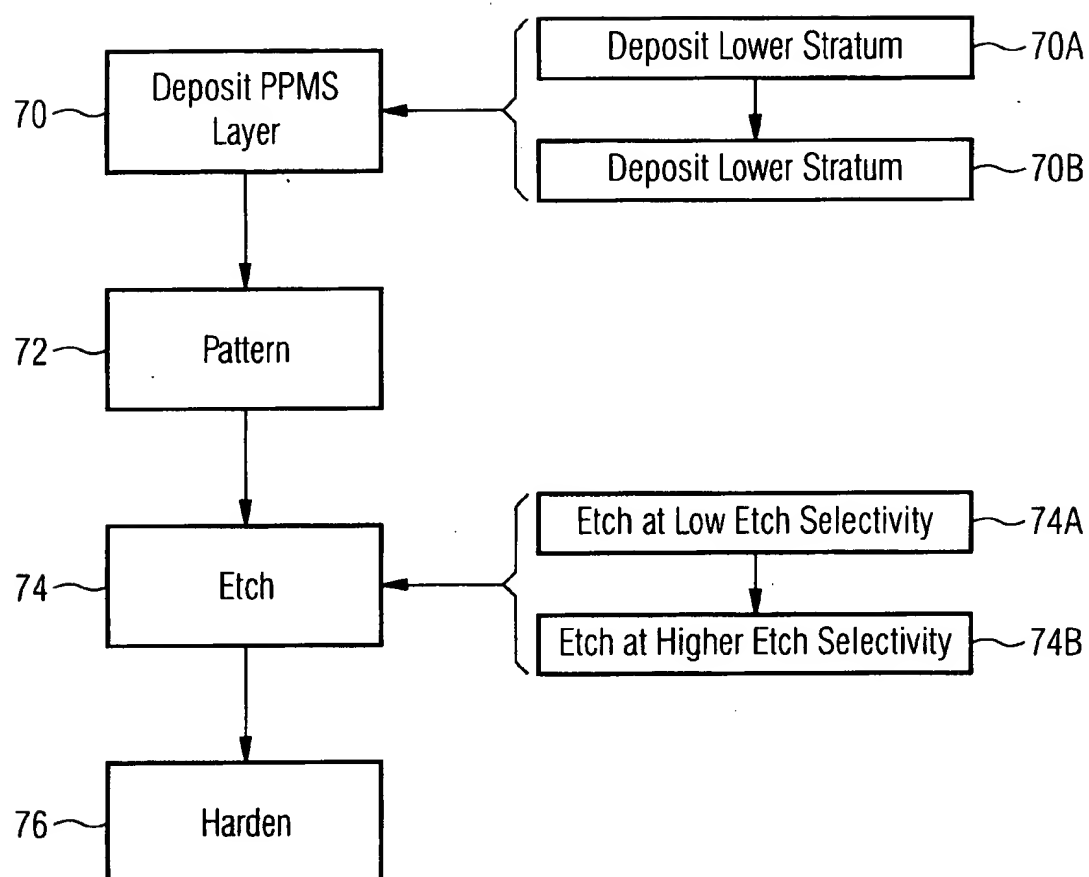 Deposit PPMS
Layer
70
Deposit Lower Stratum
70A
Deposit Lower Stratum
70B
72
Pattern
74
Etch
Etch at Low Etch Selectivity
74A
Etch at Higher Etch Selectivity
74B
76
Harden